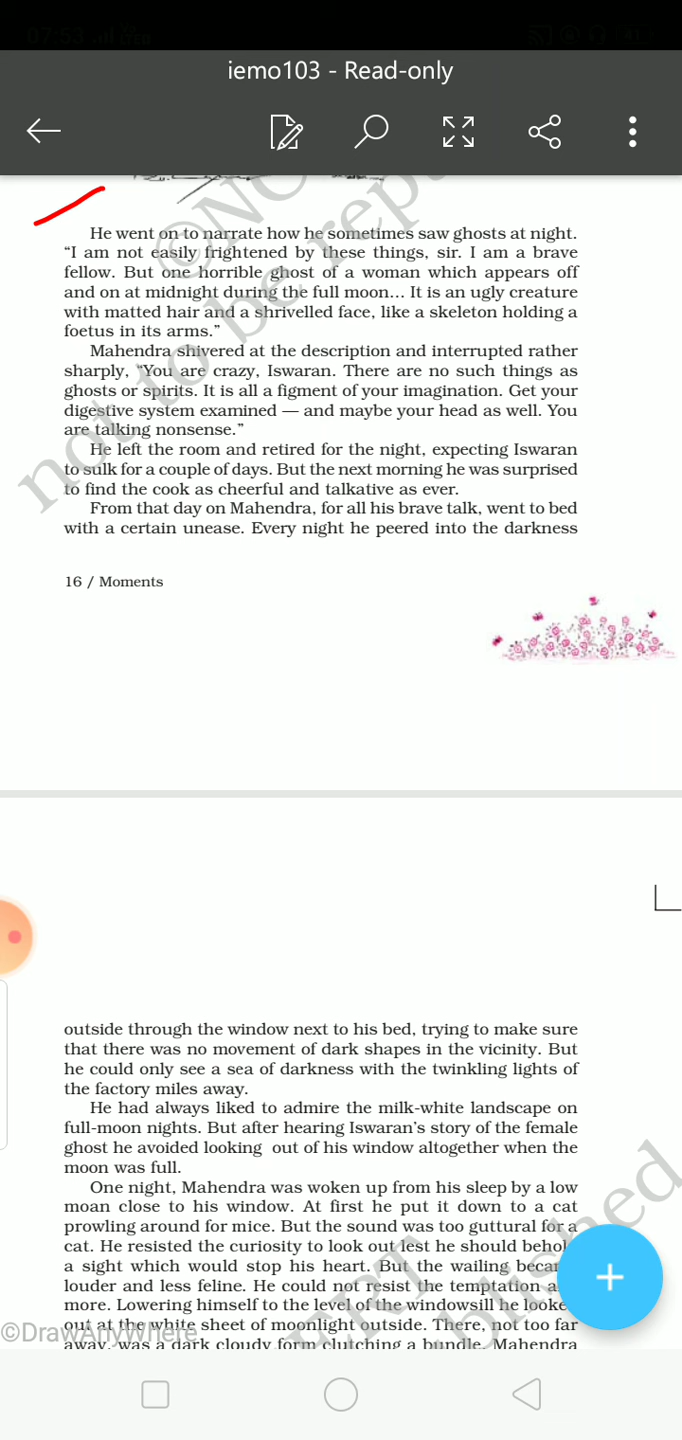 07:53
iemo103 - Read-only
He went on to narrate how he sometimes saw ghosts at night.
“I am not easily frightened by these things, sir. I am a brave
fellow. But one horrible ghost of a woman which appears off
and on at midnight during the full moon... It is an ugly creature
with matted hair and a shrivelled face, like a skeleton holding a
foetus in its arms.”
Mahendra shivered at the description and interrupted rather
sharply, “You are crazy, Iswaran. There are no such things as
ghosts or spirits. It is all a figment of your imagination. Get your
digestive system examined — and maybe your head as well. You
are talking nonsense.”
He left the room and retired for the night, expecting Iswaran
to sulk for a couple of days. But the next morning he was surprised
to find the cook as cheerful and talkative as ever.
From that day on Mahendra, for all his brave talk, went to bed
with a certain unease. Every night he peered into the darkness
16 / Moments
outside through the window next to his bed, trying to make sure
that there was no movement of dark shapes in the vicinity. But
he could only see a sea of darkness with the twinkling lights of
the factory miles away.
He had always liked to admire the milk-white landscape on
full-moon nights. But after hearing Iswaran’s story of the female
ghost he avoided looking out of his window altogether when the
moon was full.
One night, Mahendra was woken up from his sleep by a low
moan close to his window. At first he put it down to a cat
prowling around for mice. But the sound was too guttural for a
cat. He resisted the curiosity to look out lest he should behol
a sight which would stop his heart. But the wailing becam
louder and less feline. He could not resist the temptation a
more. Lowering himself to the level of the windowsill he looke
out at the white sheet of moonlight outside. There, not too far
away, was a dark cloudy form clutching a bundle. Mahendra
©NC
not to be rep
ERT
blished
©DrawAnyWhere